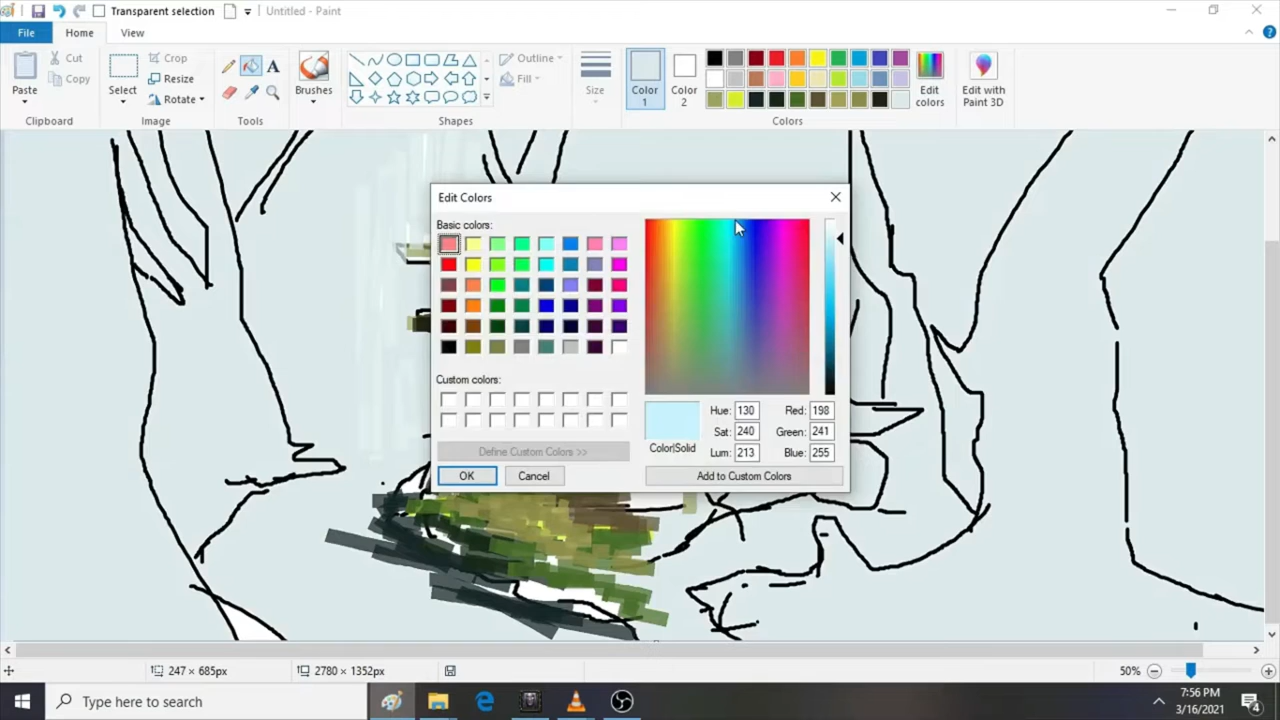 Transparent selection
Untitled - Paint
File
Home
View
Paste
Cut
Copy
Clipboard
Select
Crop
Resize
Rotate
Image
A
Tools
Brushes
Outline
Fill
Shapes
Size
Color
1
Color
2
Edit
colors
Colors
Edit with
Paint 3D
Edit Colors
Basic colors:
Custom colors:
Define Custom Colors >>
OK
Cancel
Color|Solid
Hue: 130
Sat: 240
Lum: 213
Red: 198
Green: 241
Blue: 255
Add to Custom Colors
247 × 685px
2780 × 1352px
50%
Type here to search
7:56 PM
3/16/2021
4